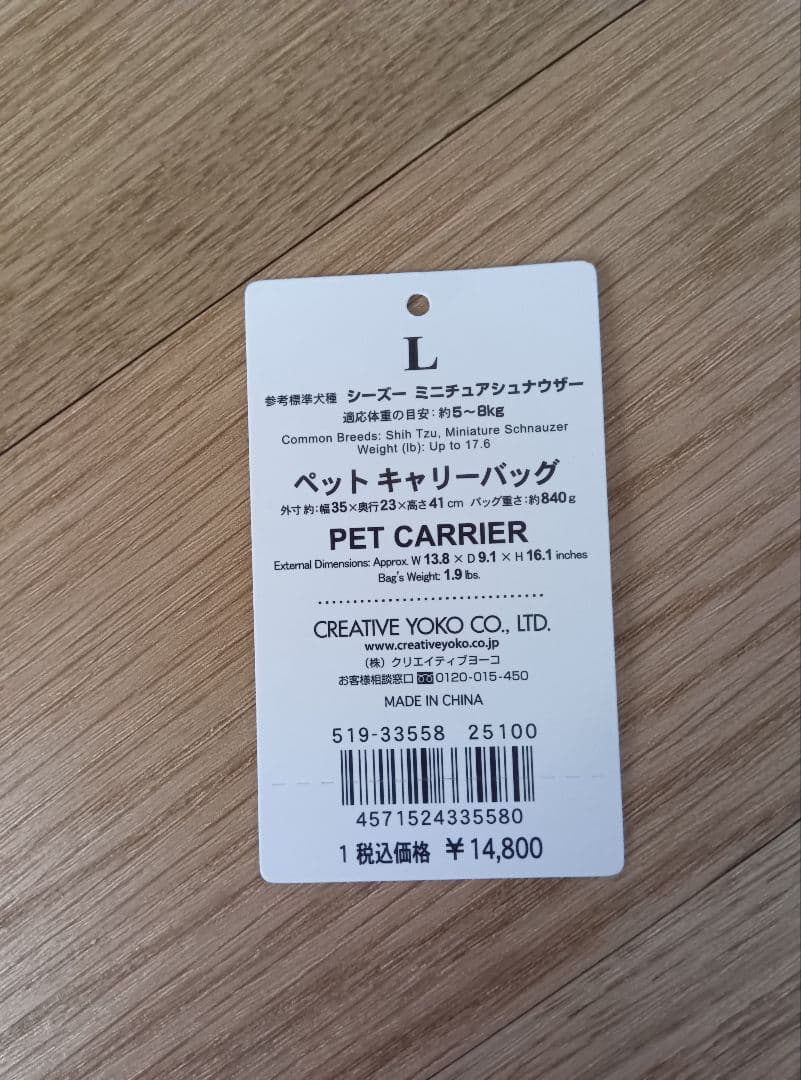 L
参考標準犬種 シーズー ミニチュアシュナウザー
適応体重の目安:約5〜8kg
Common Breeds: Shih Tzu, Miniature Schnauzer
Weight (lb): Up to 17.6
ペット キャリーバッグ
外寸 約:幅35×奥行23×高さ41cm バッグ重さ:約840g
PET CARRIER
External Dimensions: Approx. W 13.8 × D 9.1 × H 16.1 inches
Bag's Weight: 1.9 lbs.
CREATIVE YOKO CO., LTD.
www.creativeyoko.co.jp
(株)クリエイティブヨーコ
お客様相談窓口 0120-015-450
MADE IN CHINA
519-33558 25100
4571524335580
1 税込価格 ¥14,800